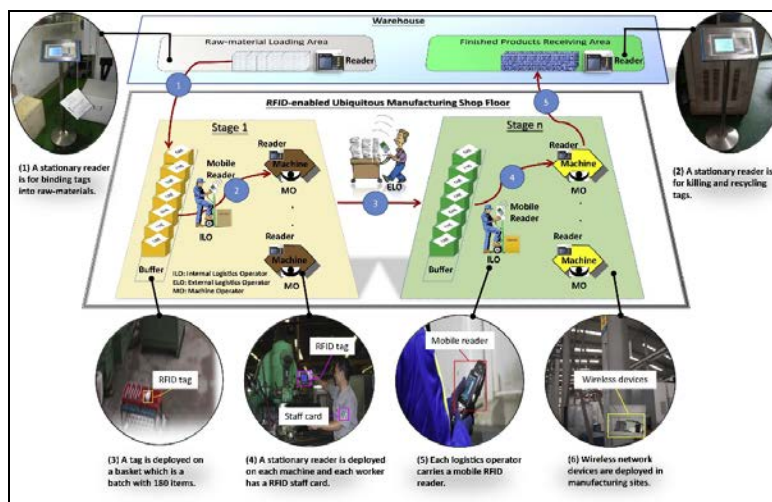 Warehouse
Raw-material Loading Area
Reader
Finished Products Receiving Area
Reader
1
5
RFID-enabled Ubiquitous Manufacturing Shop Floor
Stage 1
Reader
Machine
MO
Mobile
Reader
2
ILO
Reader
Machine
MO
Buffer
ILO: Internal Logistics Operator
ELO: External Logistics Operator
MO: Machine Operator
ELO
3
Stage n
Reader
Machine
MO
4
Mobile
Reader
ILO
Reader
Machine
MO
Buffer
(1) A stationary reader
is for binding tags
into raw-materials.
(2) A stationary reader is
for killing and recycling
tags.
RFID tag
(3) A tag is deployed on
a basket which is a
batch with 180 items.
RFID tag
Staff card
(4) A stationary reader is deployed
on each machine and each worker
has a RFID staff card.
Mobile reader
(5) Each logistics operator
carries a mobile RFID
reader.
Wireless devices
(6) Wireless network
devices are deployed in
manufacturing sites.